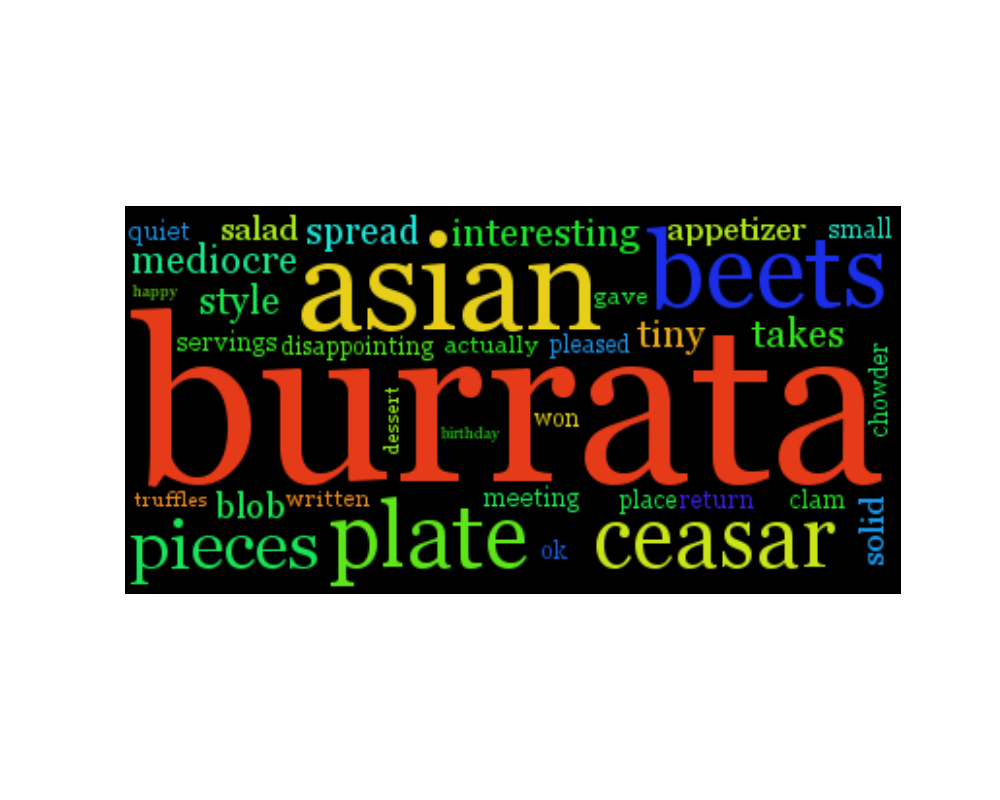 quiet salad spread interesting appetizer small
mediocre asian beets
happy style gave
servings disappointing actually pleased tiny takes
burrata
dessert birthday won chowder
truffles blob written meeting place return clam
pieces plate ok ceasar solid